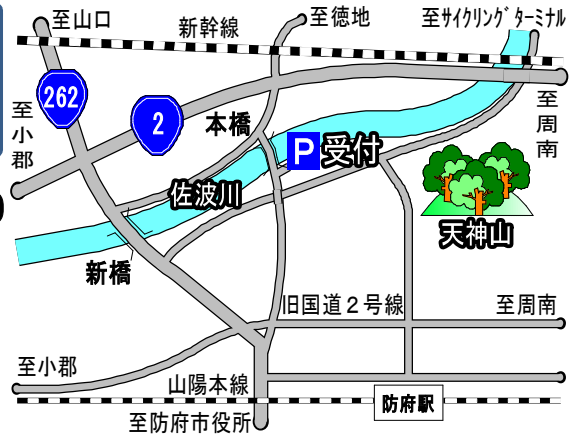 至山口
新幹線
至徳地
至サイクリングターミナル
262
2
至小郡
本橋
P受付
至周南
佐波川
天神山
新橋
旧国道2号線
至周南
至小郡
山陽本線
防府駅
至防府市役所